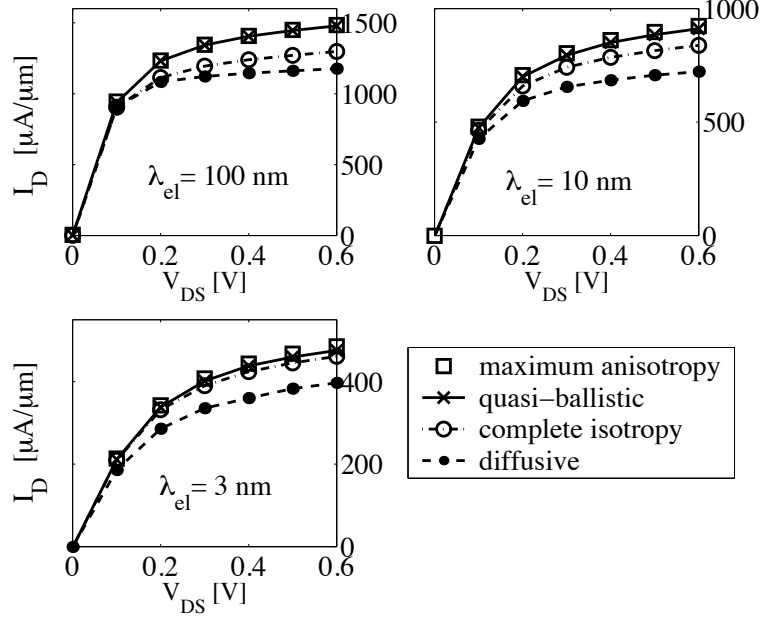 1500
1000
500
0
I_D [µA/µm]
λ_el = 100 nm
0 0.2 0.4 0.6
V_DS [V]
1000
500
0
λ_el = 10 nm
0 0.2 0.4 0.6
V_DS [V]
400
200
0
I_D [µA/µm]
λ_el = 3 nm
0 0.2 0.4 0.6
V_DS [V]
maximum anisotropy
quasi−ballistic
complete isotropy
diffusive